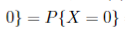 0} = P{X = 0}